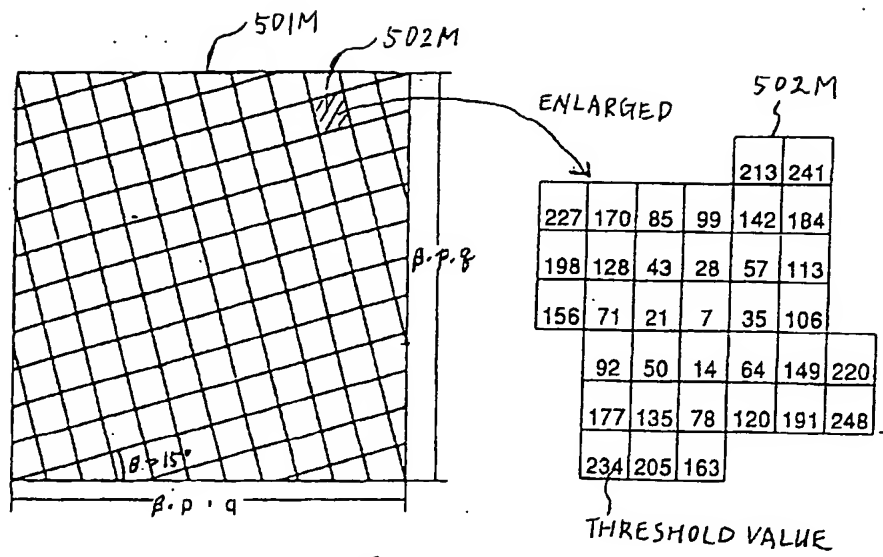 501M
502M
ENLARGED
502M
213 241
227 170 85 99 142 184
198 128 43 28 57 113
156 71 21 7 35 106
92 50 14 64 149 220
177 135 78 120 191 248
234 205 163
β·p·q
θ>15°
β·p·q
THRESHOLD VALUE